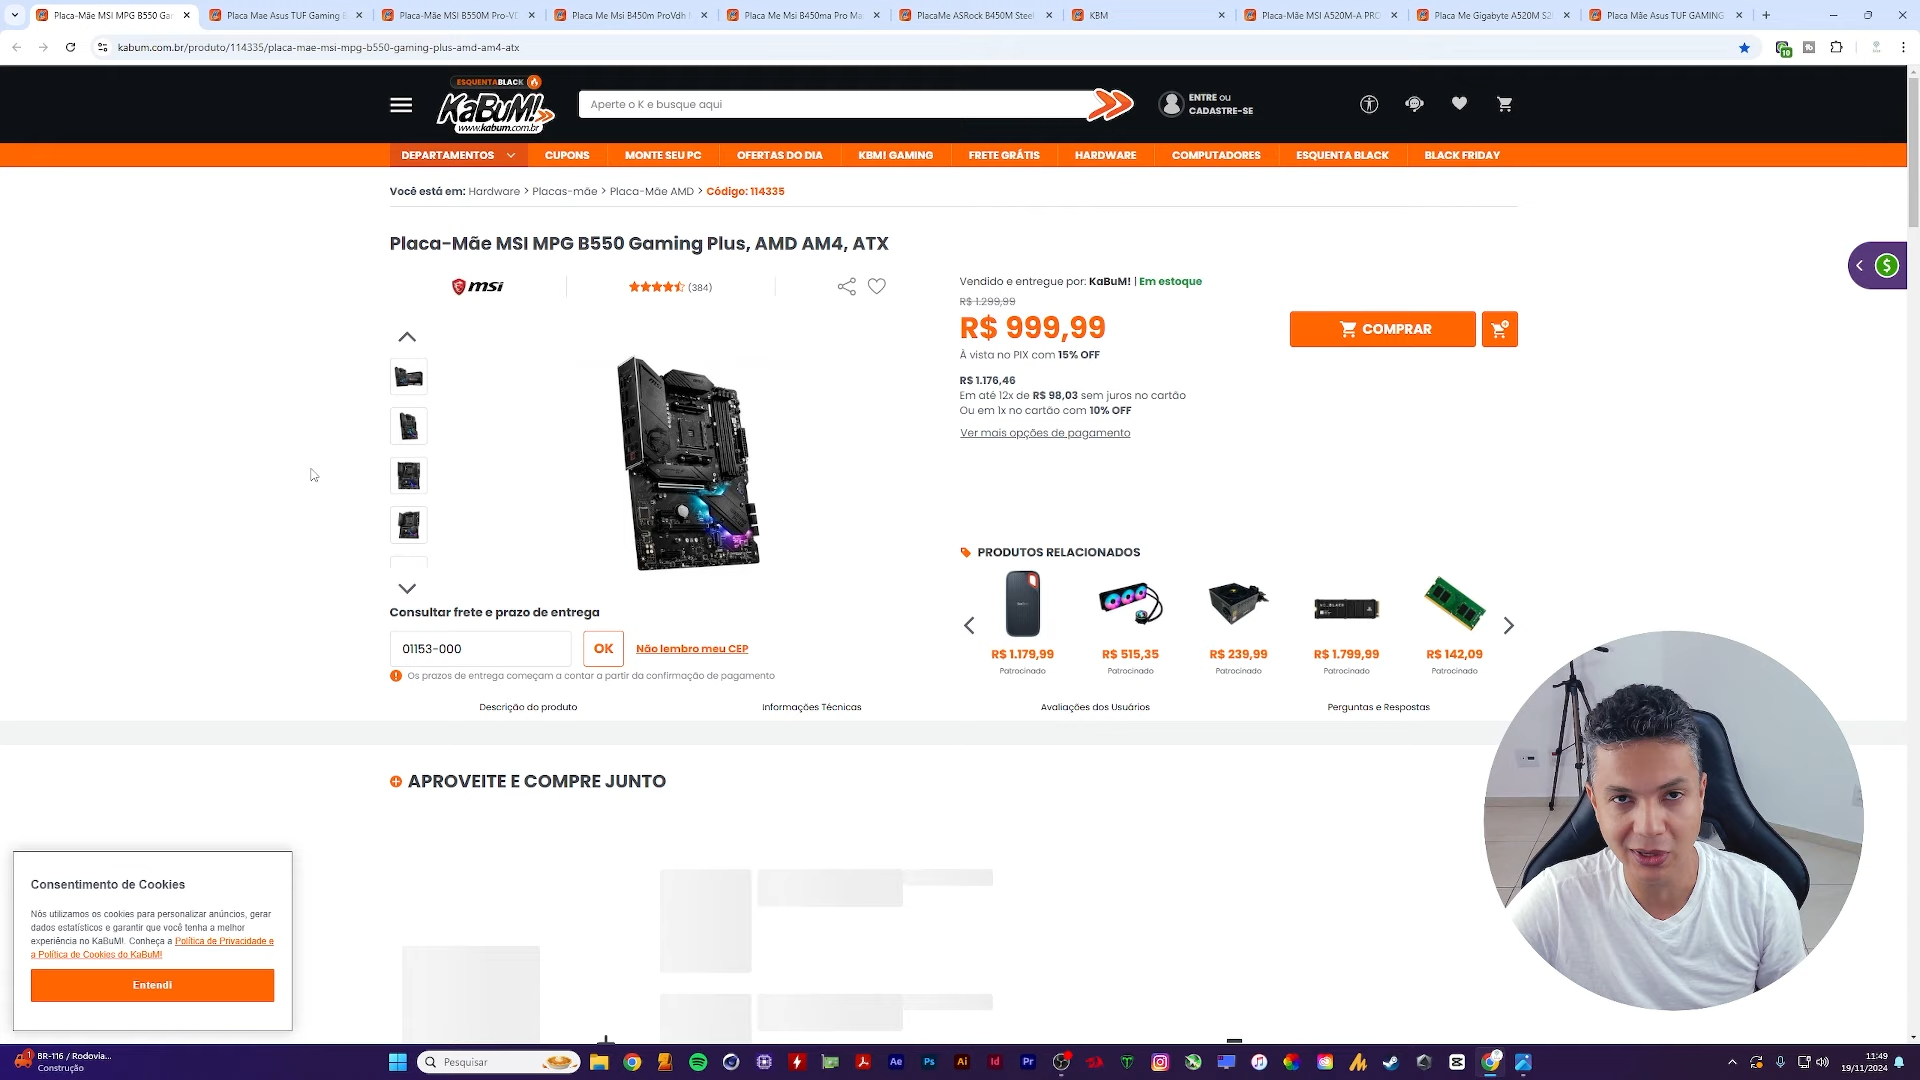 Placa-Mãe MSI MPG B550 Gar
Placa Mae Asus TUF Gaming B
Placa-Mãe MSI B550M Pro-VD
Placa Me Msi B450m ProVdh
Placa Me Msi B450ma Pro Ma
PlacaMe ASRock B450M Steel
KBM
Placa-Mãe MSI A520M-A PRO
Placa Me Gigabyte A520M S2
Placa Mãe Asus TUF GAMING
kabum.com.br/produto/114335/placa-mae-msi-mpg-b550-gaming-plus-amd-am4-atx
10
ESQUENTABLACK
KaBuM!
www.kabum.com.br
Aperte o K e busque aqui
ENTRE ou
CADASTRE-SE
DEPARTAMENTOS
CUPONS
MONTE SEU PC
OFERTAS DO DIA
KBM! GAMING
FRETE GRÁTIS
HARDWARE
COMPUTADORES
ESQUENTA BLACK
BLACK FRIDAY
Você está em: Hardware > Placas-mãe > Placa-Mãe AMD > Código: 114335
Placa-Mãe MSI MPG B550 Gaming Plus, AMD AM4, ATX
msi
(384)
Vendido e entregue por: KaBuM! | Em estoque
R$ 1.299,99
R$ 999,99
À vista no PIX com 15% OFF
R$ 1.176,46
Em até 12x de R$ 98,03 sem juros no cartão
Ou em 1x no cartão com 10% OFF
Ver mais opções de pagamento
COMPRAR
$
PRODUTOS RELACIONADOS
R$ 1.179,99
Patrocinado
R$ 515,35
Patrocinado
R$ 239,99
Patrocinado
R$ 1.799,99
Patrocinado
R$ 142,09
Patrocinado
Consultar frete e prazo de entrega
01153-000
OK
Não lembro meu CEP
Os prazos de entrega começam a contar a partir da confirmação de pagamento
Descrição do produto
Informações Técnicas
Avaliações dos Usuários
Perguntas e Respostas
APROVEITE E COMPRE JUNTO
Consentimento de Cookies
Nós utilizamos os cookies para personalizar anúncios, gerar
dados estatísticos e garantir que você tenha a melhor
experiência no KaBuM!. Conheça a Política de Privacidade e
a Política de Cookies do KaBuM!
Entendi
1
BR-116 / Rodovia...
Construção
Pesquisar
Ae
Ps
Ai
Id
Pr
11:49
19/11/2024